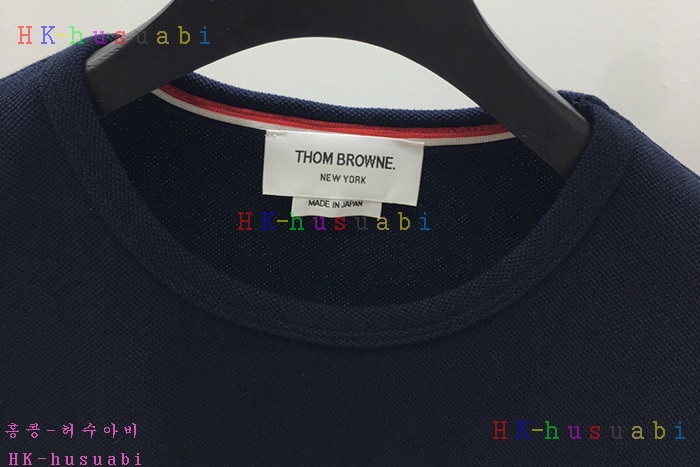 HK-husuabi
THOM BROWNE.
NEW YORK
MADE IN JAPAN
HK-husuabi
홍콩-허수아비
HK-husuabi
HK-husuabi